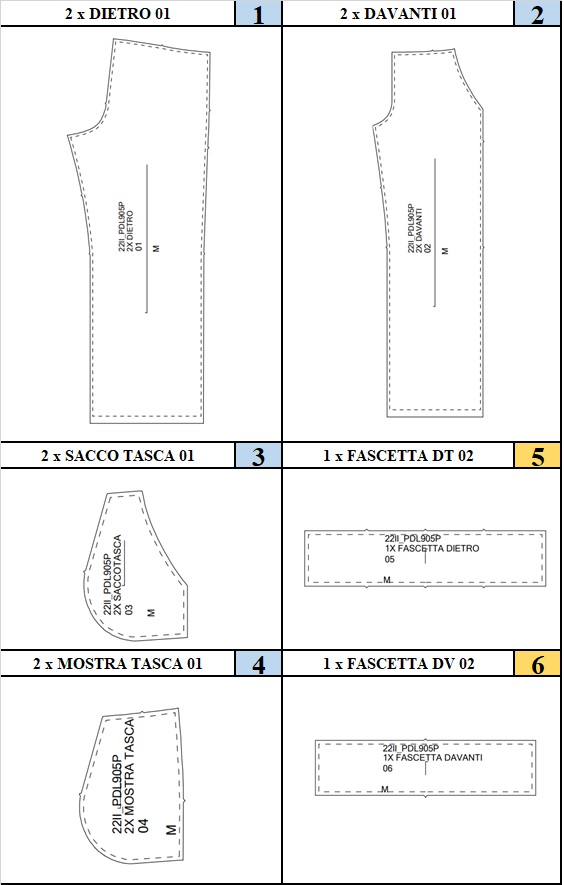 2 x DIETRO 01
1
2 x DAVANTI 01
2
22II_PDL905P
2X DIETRO
01
M
22II_PDL905P
2X DAVANTI
02
M
2 x SACCO TASCA 01
3
1 x FASCETTA DT 02
5
22II_PDL905P
2X SACCOTASCA
03
M
22II_PDL905P
1X FASCETTA DIETRO
05
M
2 x MOSTRA TASCA 01
4
1 x FASCETTA DV 02
6
22II_PDL905P
2X MOSTRA TASCA
04
M
22II_PDL905P
1X FASCETTA DAVANTI
06
M